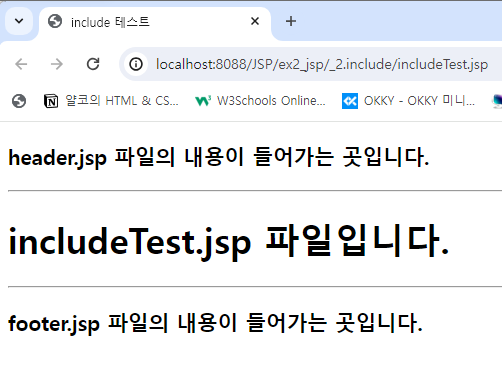 include 테스트
localhost:8088/JSP/ex2_jsp/_2.include/includeTest.jsp
얄코의 HTML & CS... W3Schools Online... OKKY - OKKY 미니...
header.jsp 파일의 내용이 들어가는 곳입니다.
includeTest.jsp 파일입니다.
footer.jsp 파일의 내용이 들어가는 곳입니다.